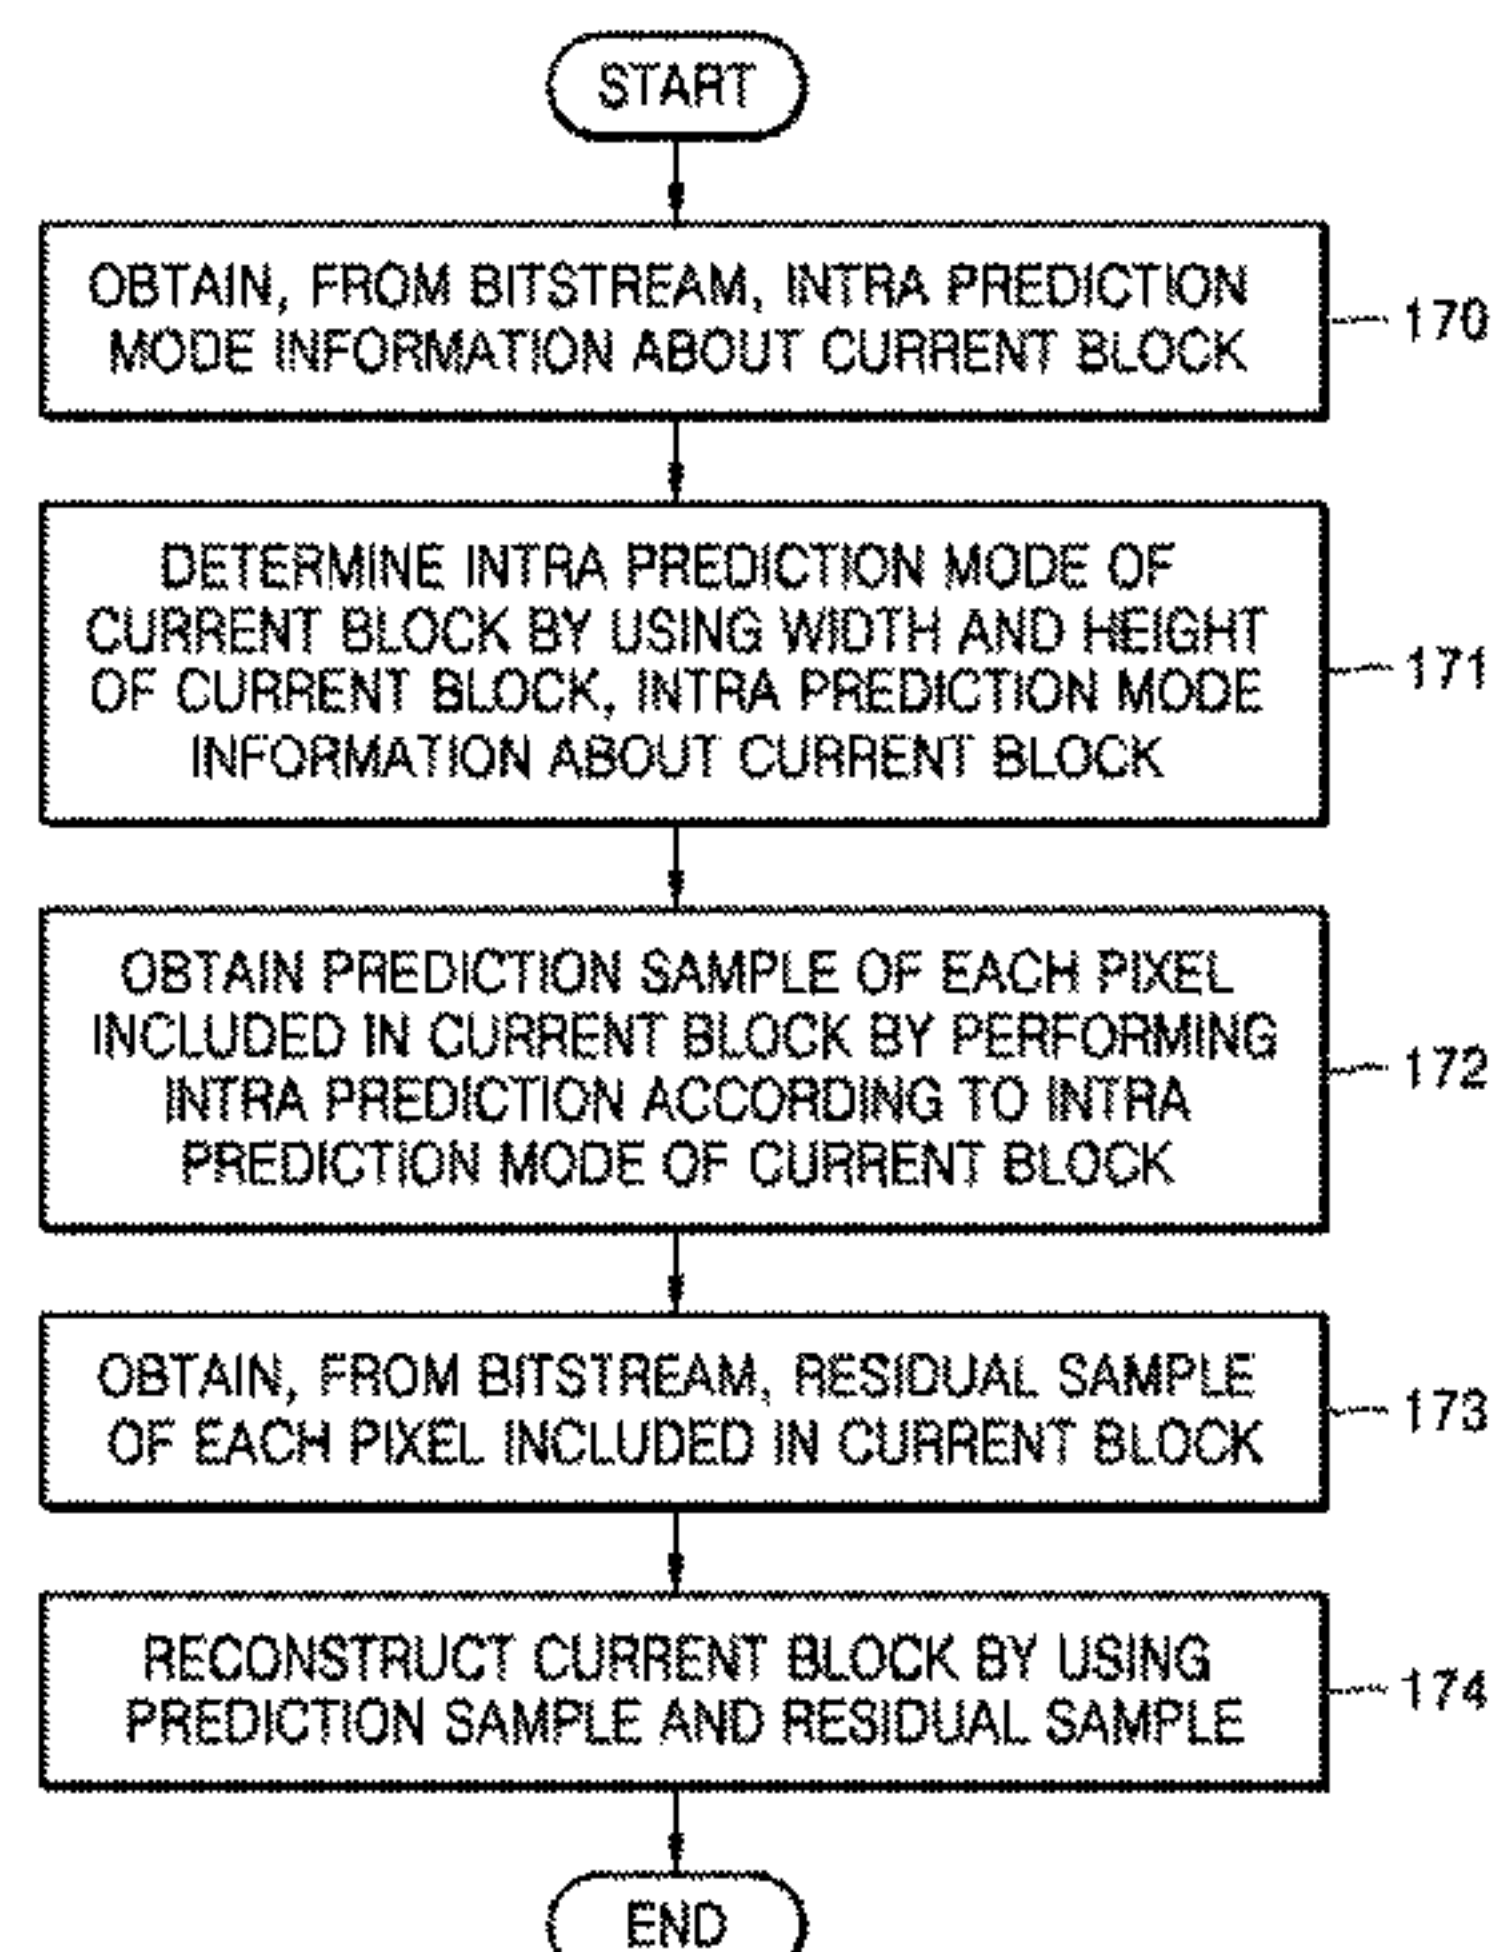 START
OBTAIN, FROM BITSTREAM, INTRA PREDICTION
MODE INFORMATION ABOUT CURRENT BLOCK
170
DETERMINE INTRA PREDICTION MODE OF
CURRENT BLOCK BY USING WIDTH AND HEIGHT
OF CURRENT BLOCK, INTRA PREDICTION MODE
INFORMATION ABOUT CURRENT BLOCK
171
OBTAIN PREDICTION SAMPLE OF EACH PIXEL
INCLUDED IN CURRENT BLOCK BY PERFORMING
INTRA PREDICTION ACCORDING TO INTRA
PREDICTION MODE OF CURRENT BLOCK
172
OBTAIN, FROM BITSTREAM, RESIDUAL SAMPLE
OF EACH PIXEL INCLUDED IN CURRENT BLOCK
173
RECONSTRUCT CURRENT BLOCK BY USING
PREDICTION SAMPLE AND RESIDUAL SAMPLE
174
END